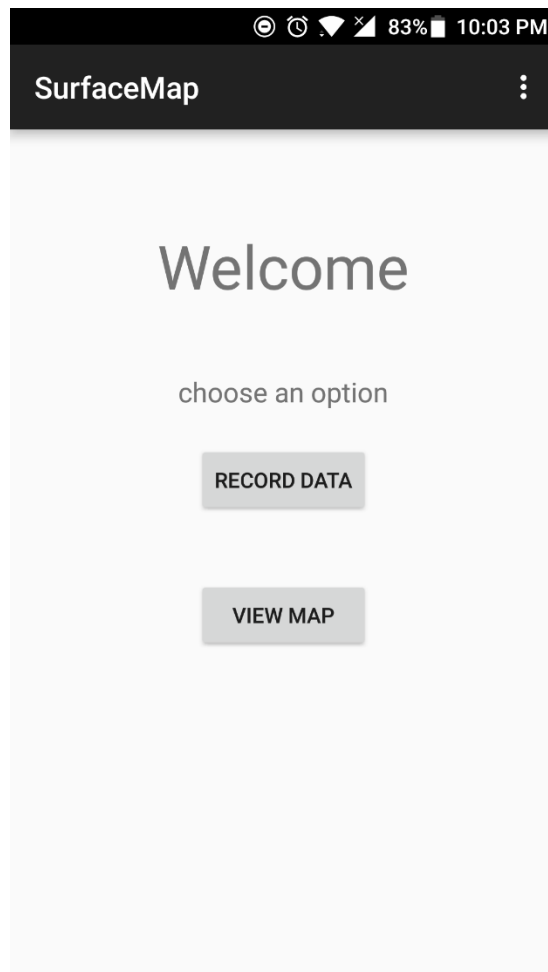 83% 10:03 PM
SurfaceMap
Welcome
choose an option
RECORD DATA
VIEW MAP